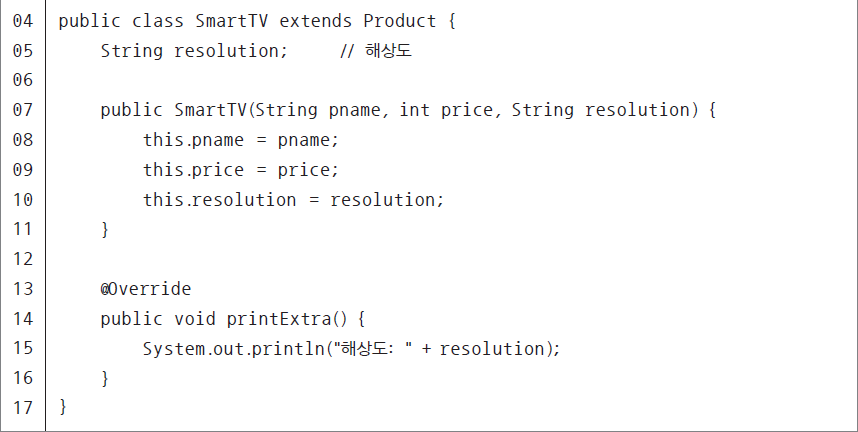 04 public class SmartTV extends Product {
05     String resolution;     // 해상도
06
07     public SmartTV(String pname, int price, String resolution) {
08         this.pname = pname;
09         this.price = price;
10         this.resolution = resolution;
11     }
12
13     @Override
14     public void printExtra() {
15         System.out.println("해상도: " + resolution);
16     }
17 }